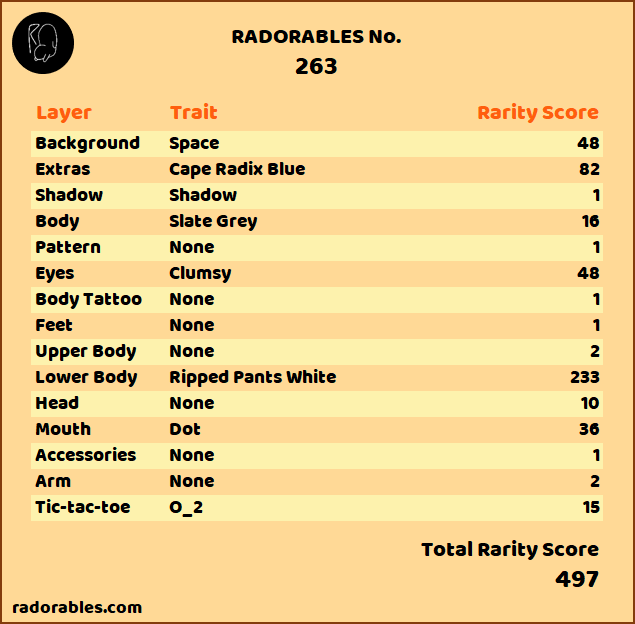 RADORABLES No.
263
Layer Trait Rarity Score
Background Space 48
Extras Cape Radix Blue 82
Shadow Shadow 1
Body Slate Grey 16
Pattern None 1
Eyes Clumsy 48
Body Tattoo None 1
Feet None 1
Upper Body None 2
Lower Body Ripped Pants White 233
Head None 10
Mouth Dot 36
Accessories None 1
Arm None 2
Tic-tac-toe O_2 15
Total Rarity Score
497
radorables.com